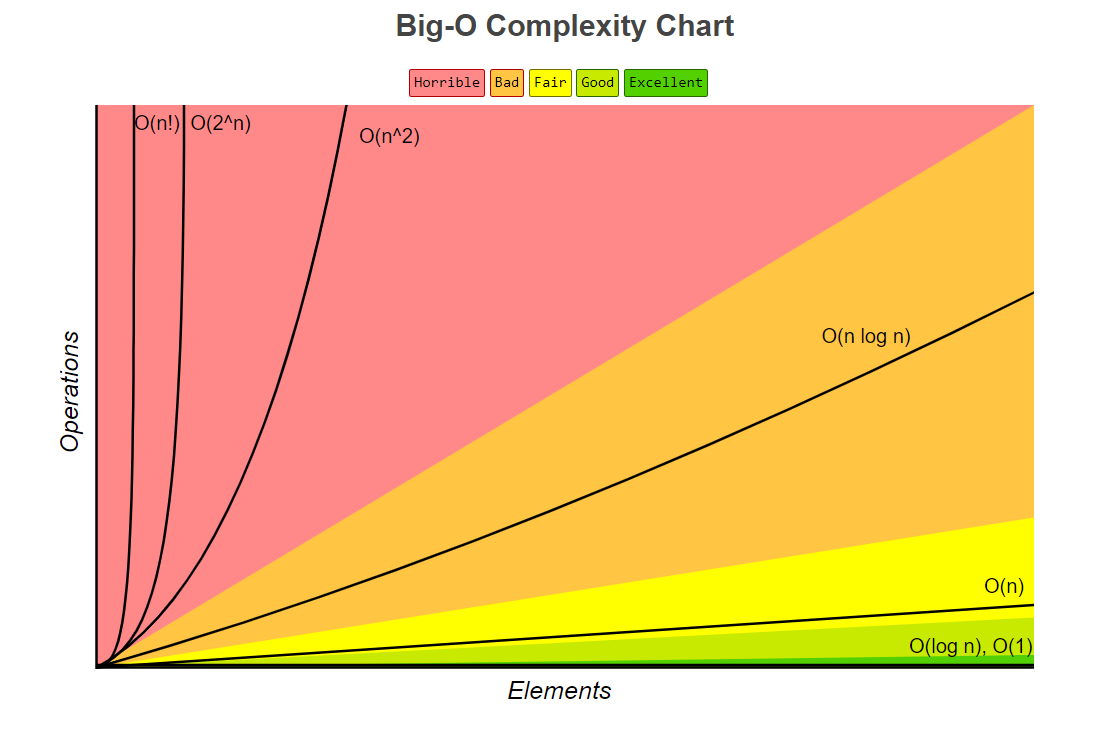 Big-O Complexity Chart
Horrible Bad Fair Good Excellent
O(n!) O(2^n)
O(n^2)
O(n log n)
Operations
O(n)
O(log n), O(1)
Elements